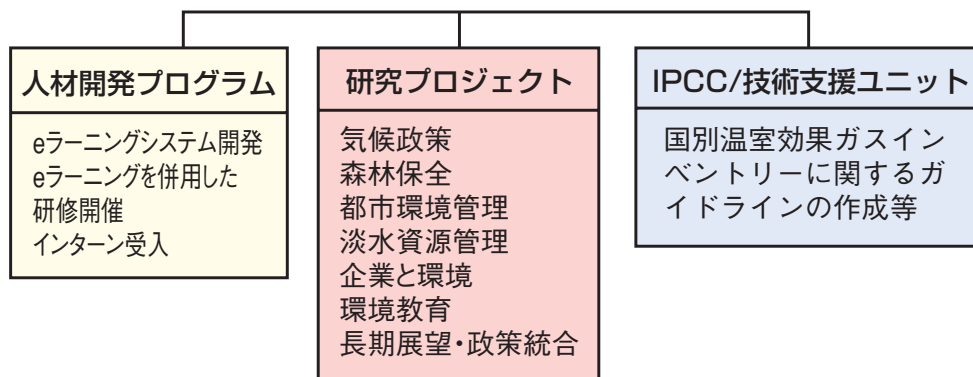 人材開発プログラム
eラーニングシステム開発
eラーニングを併用した
研修開催
インターン受入
研究プロジェクト
気候政策
森林保全
都市環境管理
淡水資源管理
企業と環境
環境教育
長期展望・政策統合
IPCC/技術支援ユニット
国別温室効果ガスイン
ベントリーに関するガ
イドラインの作成等